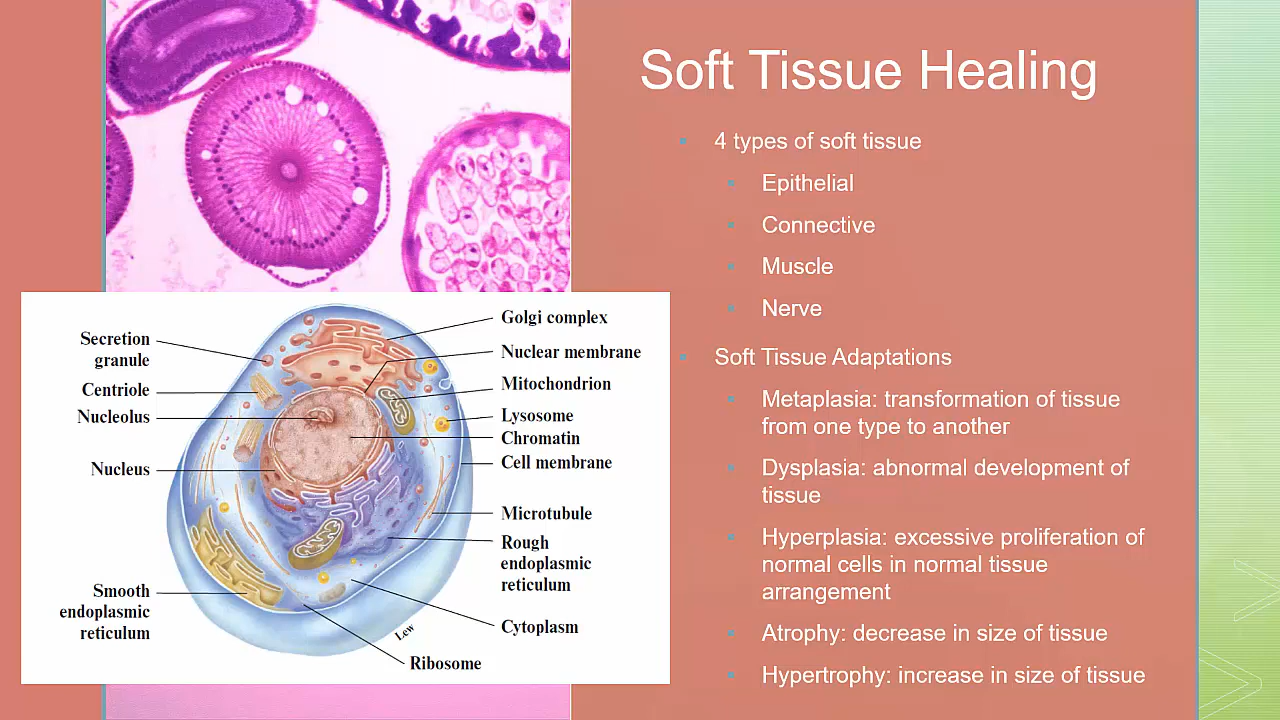 Soft Tissue Healing
4 types of soft tissue
Epithelial
Connective
Muscle
Nerve
Soft Tissue Adaptations
Metaplasia: transformation of tissue
from one type to another
Dysplasia: abnormal development of
tissue
Hyperplasia: excessive proliferation of
normal cells in normal tissue
arrangement
Atrophy: decrease in size of tissue
Hypertrophy: increase in size of tissue
Secretion
granule
Centriole
Nucleolus
Nucleus
Smooth
endoplasmic
reticulum
Golgi complex
Nuclear membrane
Mitochondrion
Lysosome
Chromatin
Cell membrane
Microtubule
Rough
endoplasmic
reticulum
Cytoplasm
Ribosome
Lew